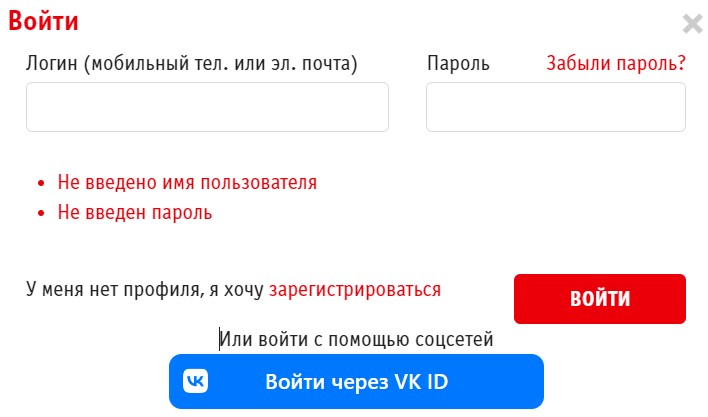 Войти
Логин (мобильный тел. или эл. почта)
Пароль
Забыли пароль?
Не введено имя пользователя
Не введен пароль
У меня нет профиля, я хочу зарегистрироваться
ВОЙТИ
Или войти с помощью соцсетей
Войти через VK ID